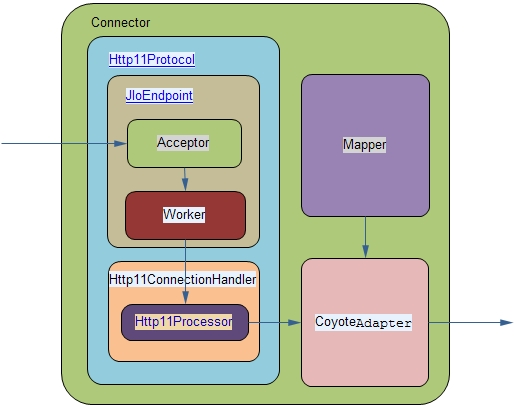 Connector
Http11Protocol
JIoEndpoint
Acceptor
Mapper
Worker
Http11ConnectionHandler
Http11Processor
CoyoteAdapter